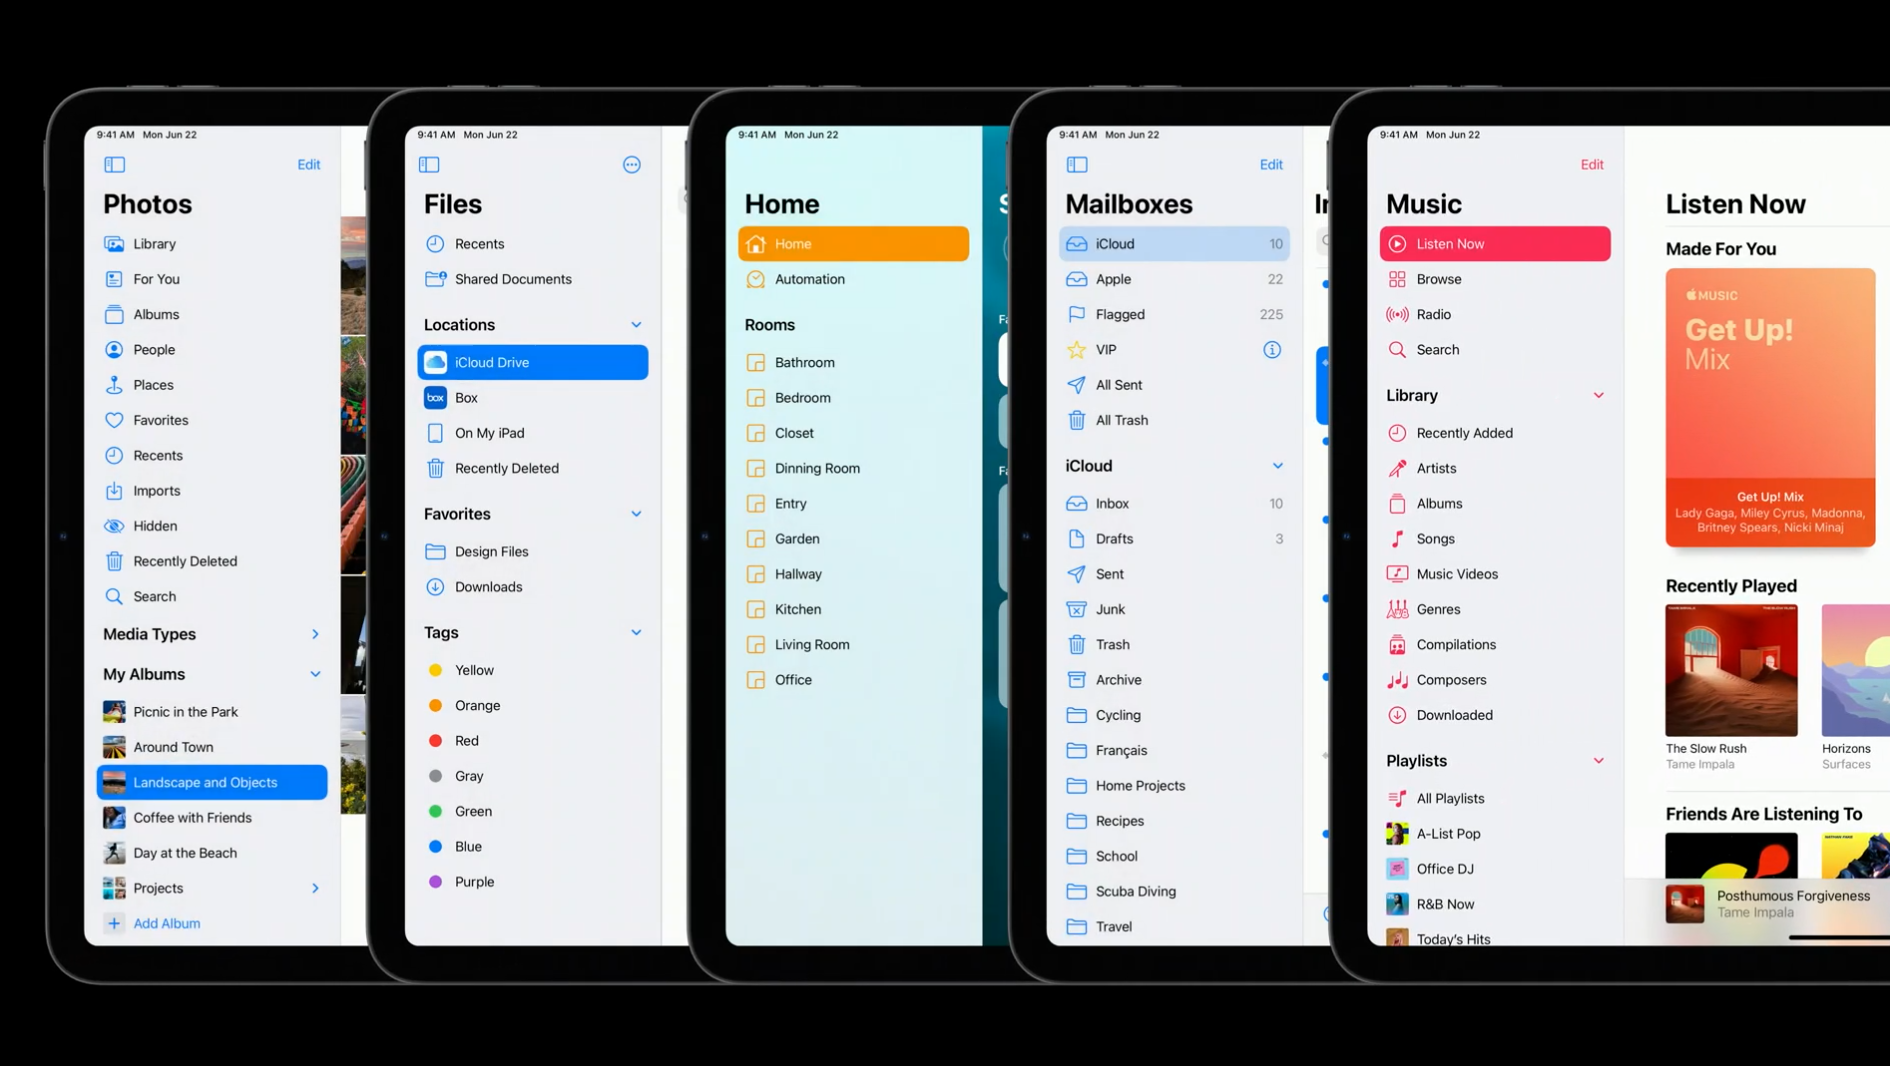 9:41 AM Mon Jun 22
Edit
Photos
Library
For You
Albums
People
Places
Favorites
Recents
Imports
Hidden
Recently Deleted
Search
Media Types
My Albums
Picnic in the Park
Around Town
Landscape and Objects
Coffee with Friends
Day at the Beach
Projects
Add Album
9:41 AM Mon Jun 22
Files
Recents
Shared Documents
Locations
iCloud Drive
box
Box
On My iPad
Recently Deleted
Favorites
Design Files
Downloads
Tags
Yellow
Orange
Red
Gray
Green
Blue
Purple
9:41 AM Mon Jun 22
Home
Home
Automation
Rooms
Bathroom
Bedroom
Closet
Dinning Room
Entry
Garden
Hallway
Kitchen
Living Room
Office
Fa
Fa
9:41 AM Mon Jun 22
Edit
Mailboxes
iCloud 10
Apple 22
Flagged 225
VIP
All Sent
All Trash
iCloud
Inbox 10
Drafts 3
Sent
Junk
Trash
Archive
Cycling
Français
Home Projects
Recipes
School
Scuba Diving
Travel
9:41 AM Mon Jun 22
Edit
Music
Listen Now
Browse
Radio
Search
Library
Recently Added
Artists
Albums
Songs
Music Videos
Genres
Compilations
Composers
Downloaded
Playlists
All Playlists
A-List Pop
Office DJ
R&B Now
Today's Hits
Listen Now
Made For You
MUSIC
Get Up!
Mix
Get Up! Mix
Lady Gaga, Miley Cyrus, Madonna,
Britney Spears, Nicki Minaj
Recently Played
The Slow Rush
Tame Impala
Horizons
Surfaces
Friends Are Listening To
Posthumous Forgiveness
Tame Impala